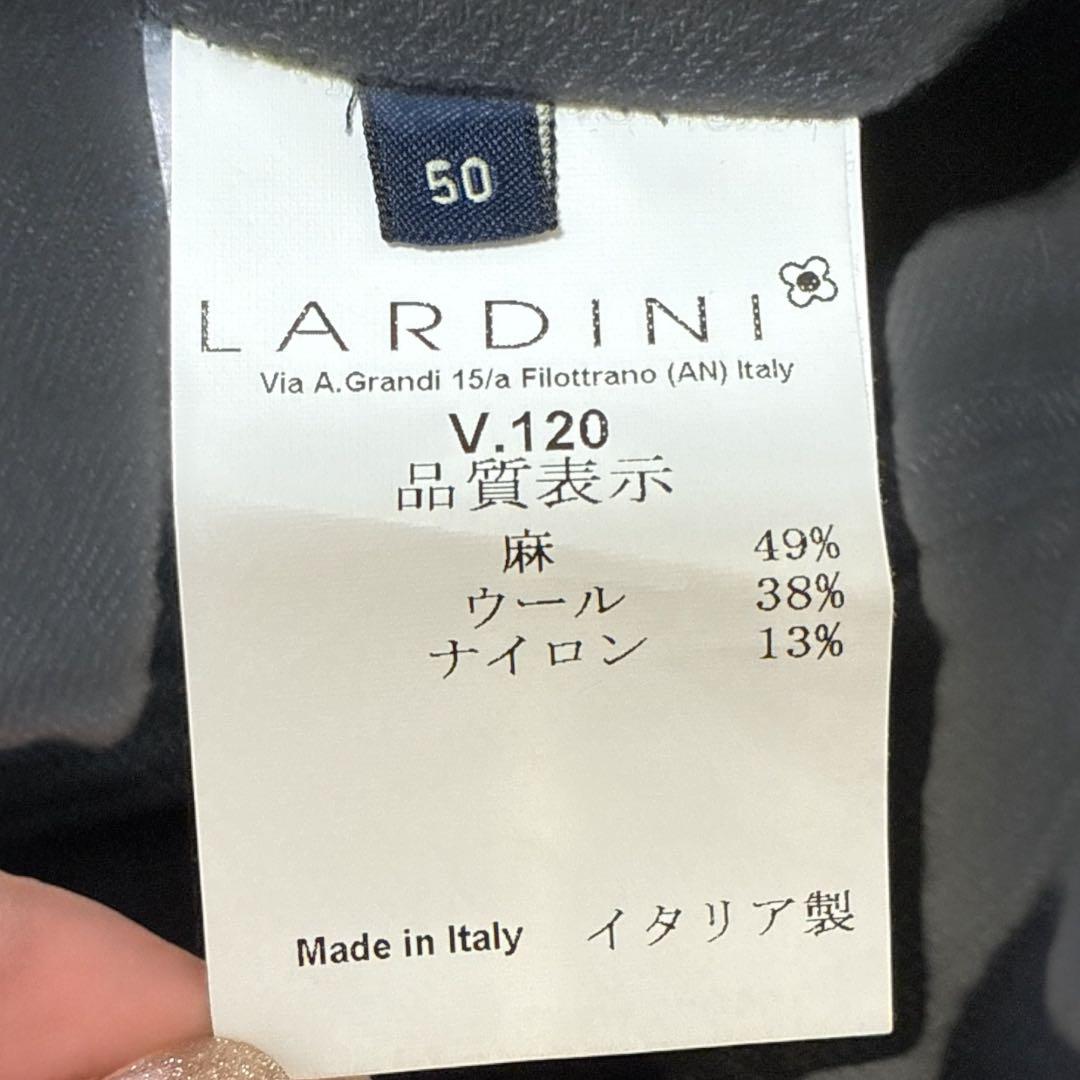 50
LARDINI
Via A.Grandi 15/a Filottrano (AN) Italy
V.120
品質表示
麻 49%
ウール 38%
ナイロン 13%
Made in Italy イタリア製